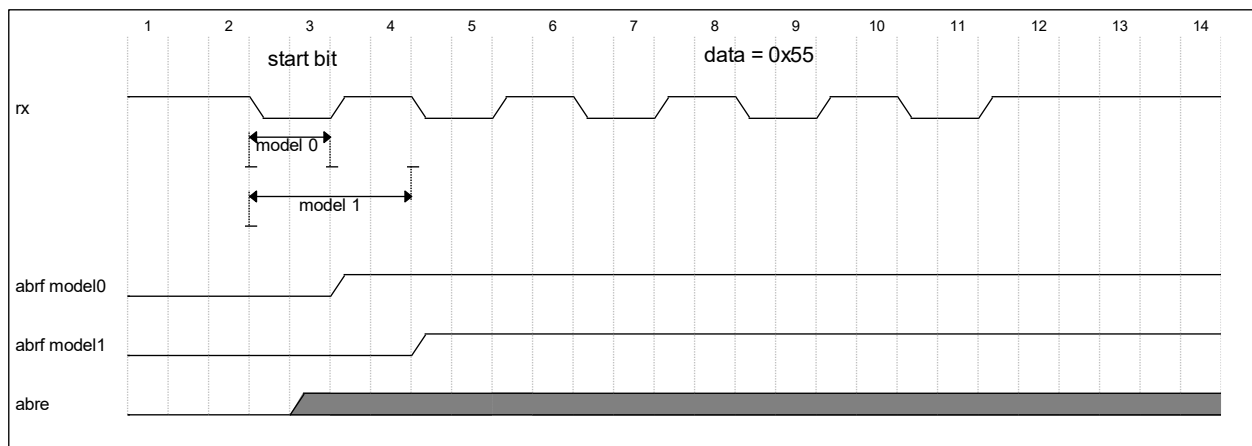 1 2 3 4 5 6 7 8 9 10 11 12 13 14
start bit data = 0x55
rx
model 0
model 1
abrf model0
abrf model1
abre